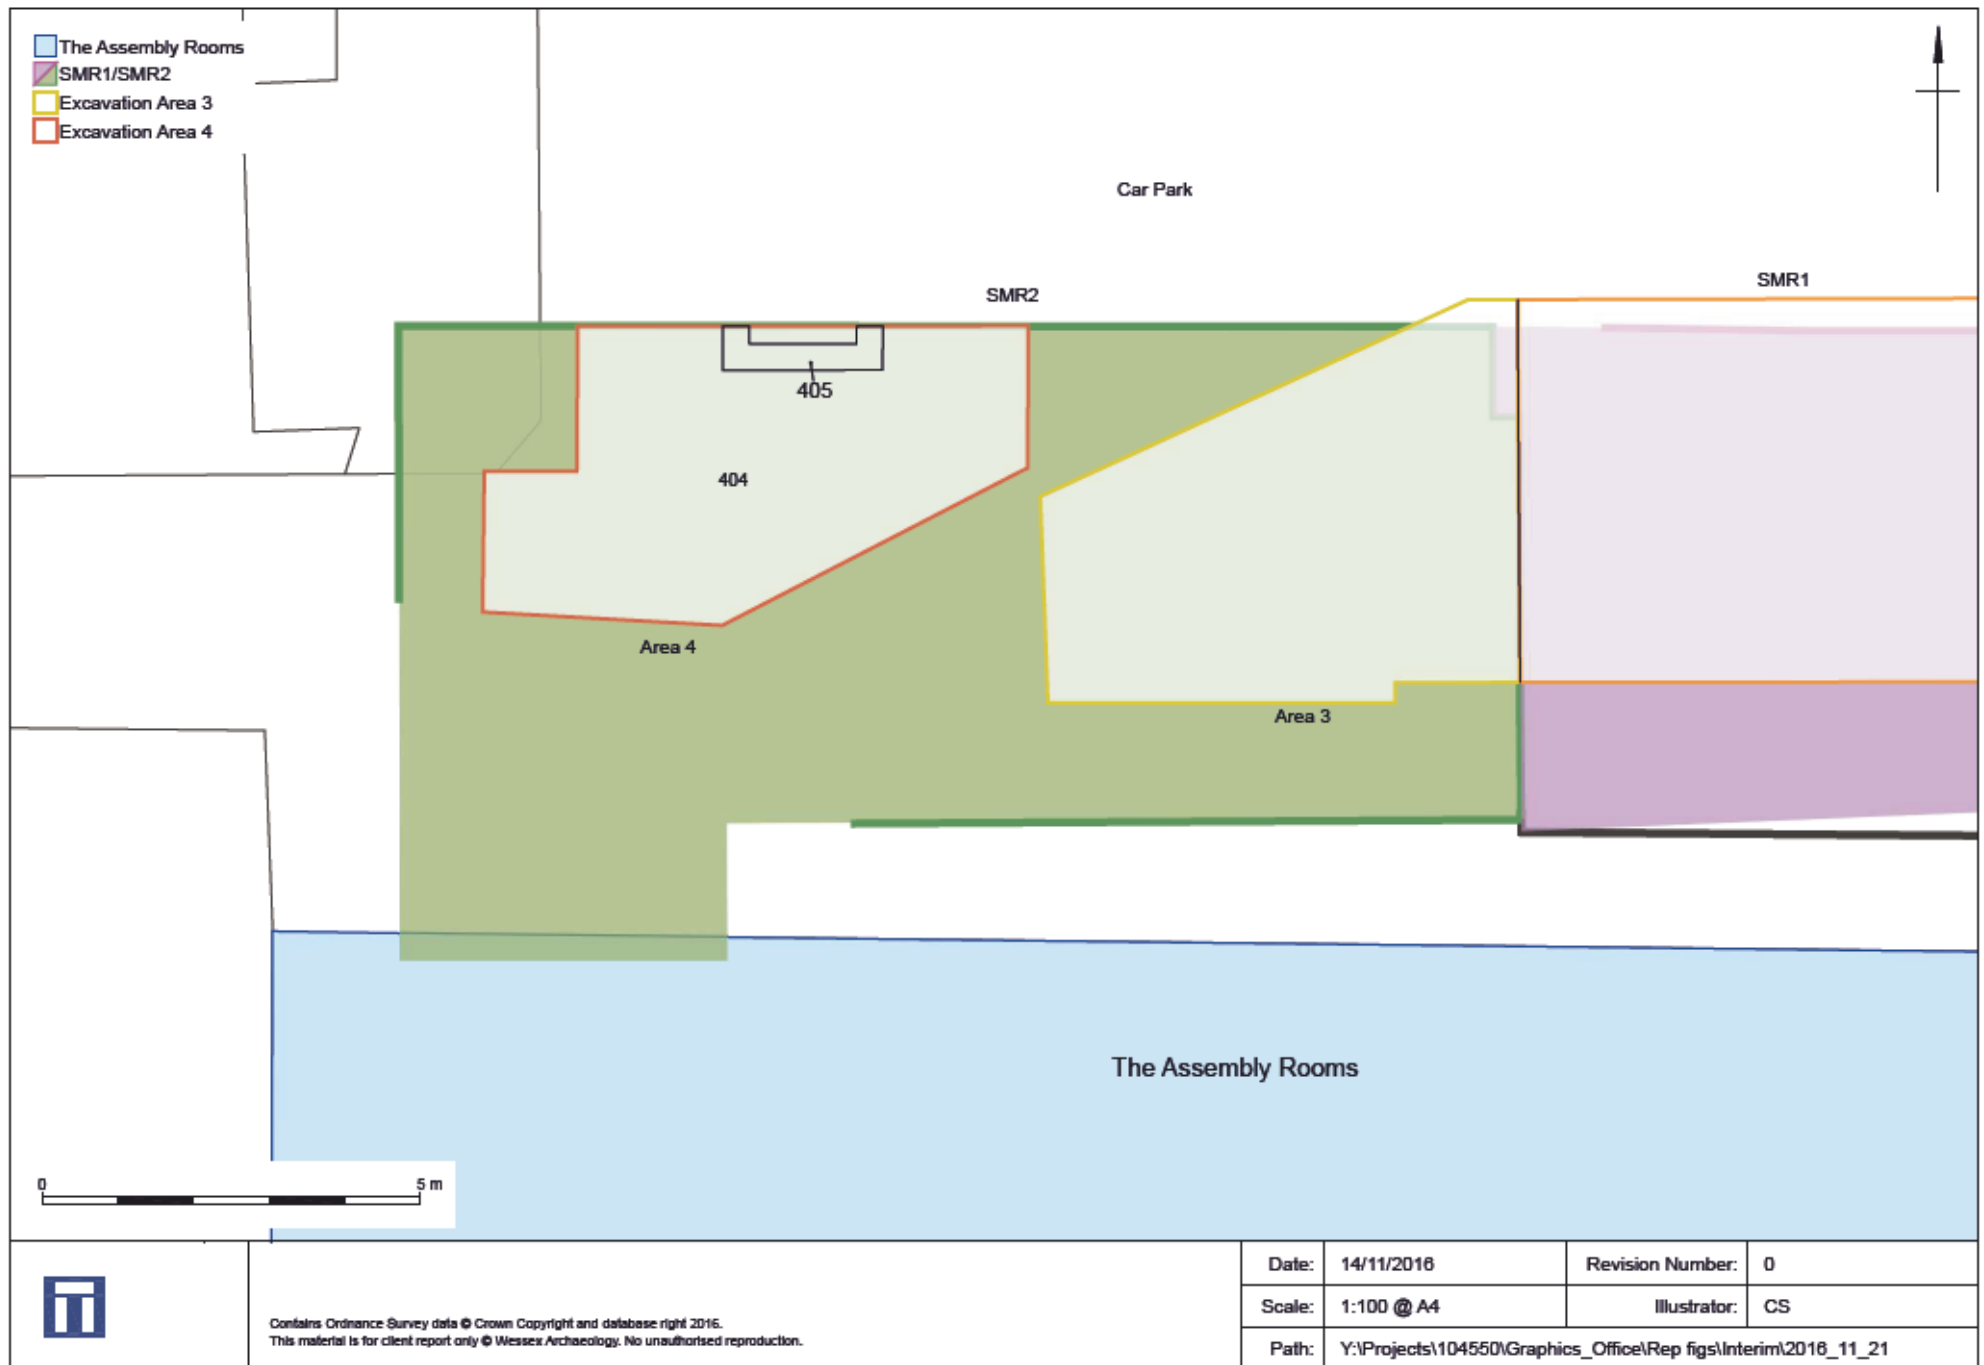 The Assembly Rooms
SMR1/SMR2
Excavation Area 3
Excavation Area 4
Car Park
SMR2
SMR1
405
404
Area 4
Area 3
The Assembly Rooms
0 5 m
Date: 14/11/2016 Revision Number: 0
Scale: 1:100 @ A4 Illustrator: CS
Contains Ordnance Survey data © Crown Copyright and database right 2016.
This material is for client report only © Wessex Archaeology. No unauthorised reproduction.
Path: Y:\Projects\104550\Graphics_Office\Rep figs\Interim\2016_11_21